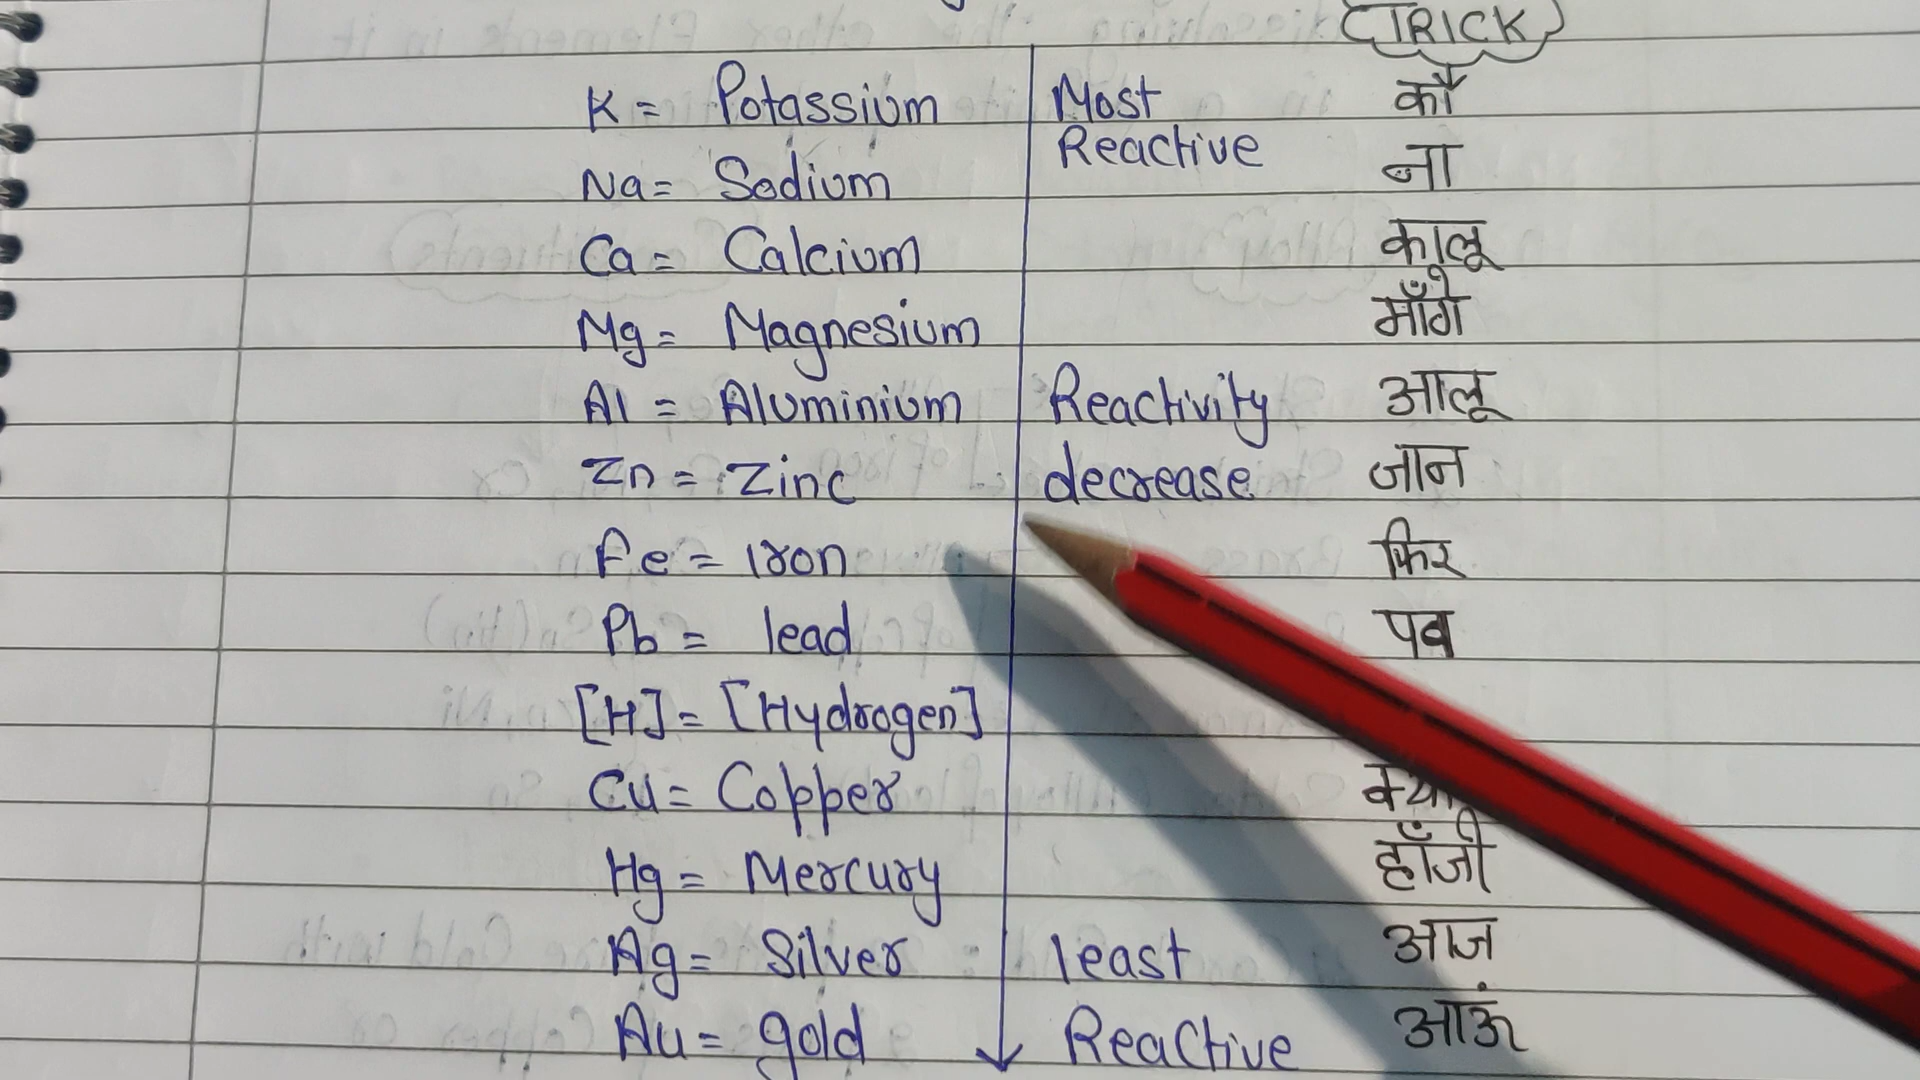 TRICK
K = Potassium Most कौ
Reactive
Na = Sodium ना
Ca = Calcium कालू
Mg = Magnesium माँगे
Al = Aluminium Reactivity आलू
Zn = Zinc decrease जान
Fe = Iron फिर
Pb = lead पब
[H] = [Hydrogen]
Cu = Copper
Hg = Mercury हाँजी
Ag = Silver least आज
Au = gold Reactive आऊं